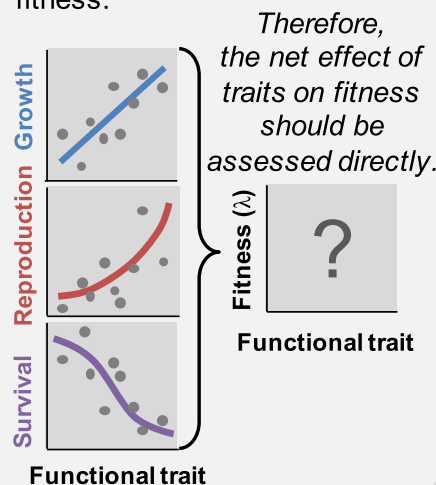 fitness.
Therefore,
the net effect of
traits on fitness
should be
assessed directly.
Growth
Reproduction
Survival
Functional trait
Fitness (λ)
?
Functional trait